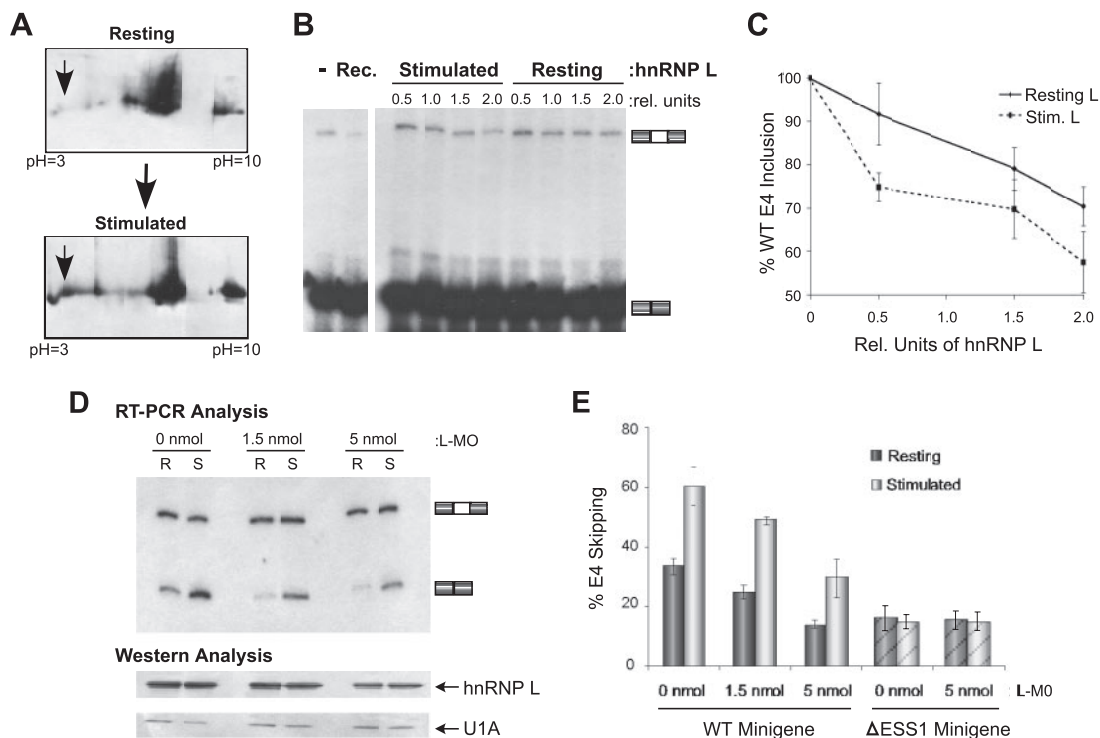 A
Resting
pH=3 pH=10
Stimulated
pH=3 pH=10
B
- Rec. Stimulated Resting :hnRNP L
0.5 1.0 1.5 2.0 0.5 1.0 1.5 2.0 :rel. units
C
% WT E4 Inclusion
100
90
80
70
60
50
0 0.5 1.5 2.0
Rel. Units of hnRNP L
Resting L
Stim. L
D
RT-PCR Analysis
0 nmol 1.5 nmol 5 nmol :L-MO
R S R S R S
Western Analysis
hnRNP L
U1A
E
% E4 Skipping
80
60
40
20
0
Resting
Stimulated
0 nmol 1.5 nmol 5 nmol 0 nmol 5 nmol : L-M0
WT Minigene ΔESS1 Minigene